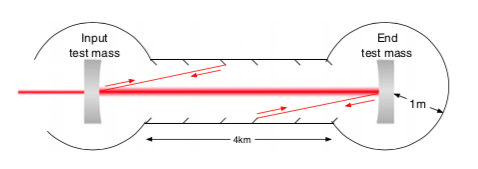 Input
test mass
End
test mass
1m
4km